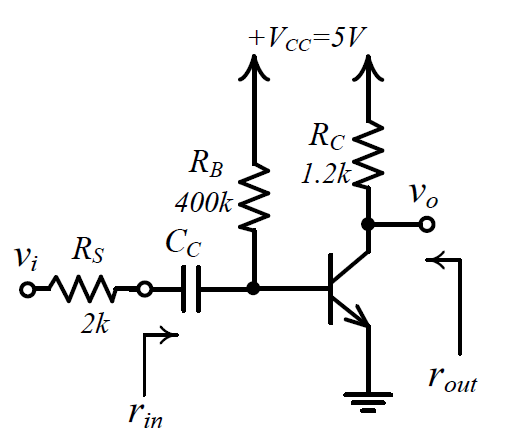 +VCC=5V
RC
1.2k
RB
400k
vo
vi
RS
CC
2k
rin
rout